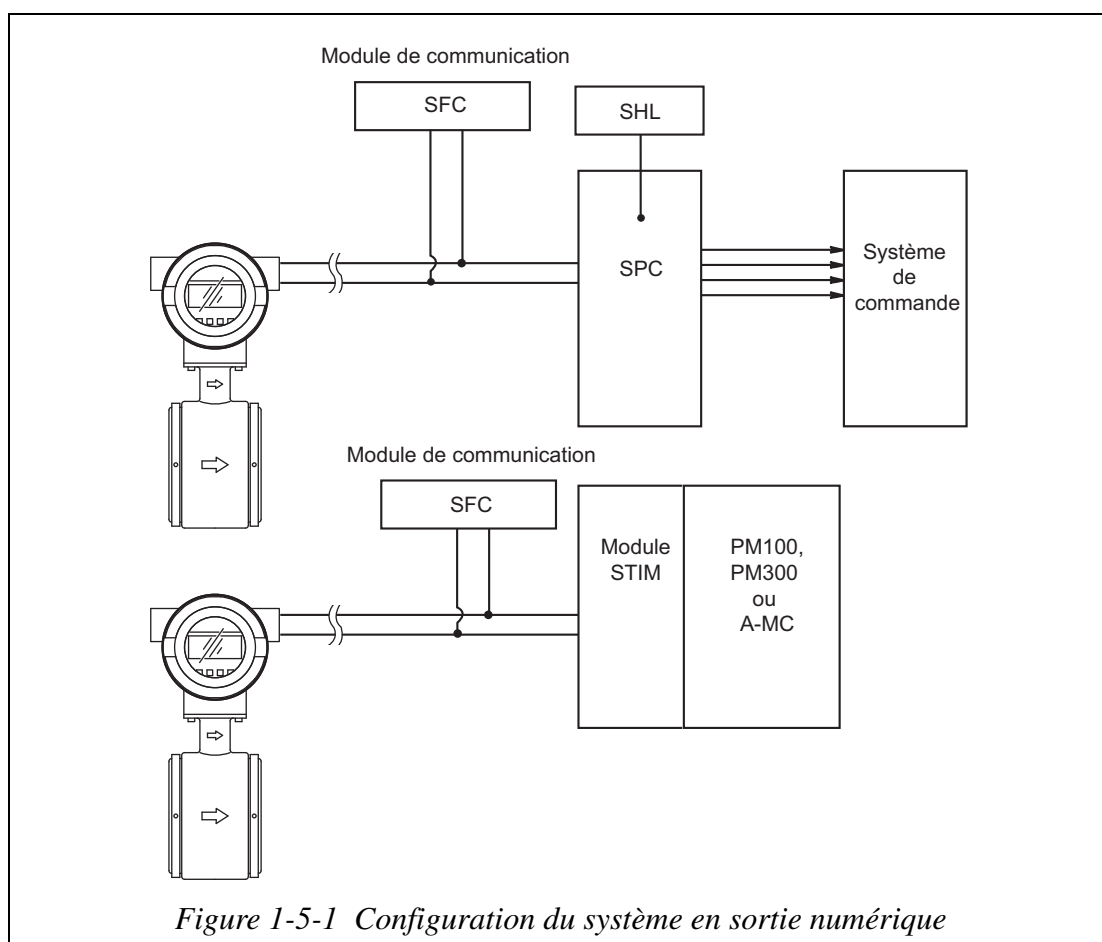 Module de communication
SFC
SHL
SPC
Système
de
commande
Module de communication
SFC
Module
STIM
PM100,
PM300
ou
A-MC
Figure 1-5-1 Configuration du système en sortie numérique